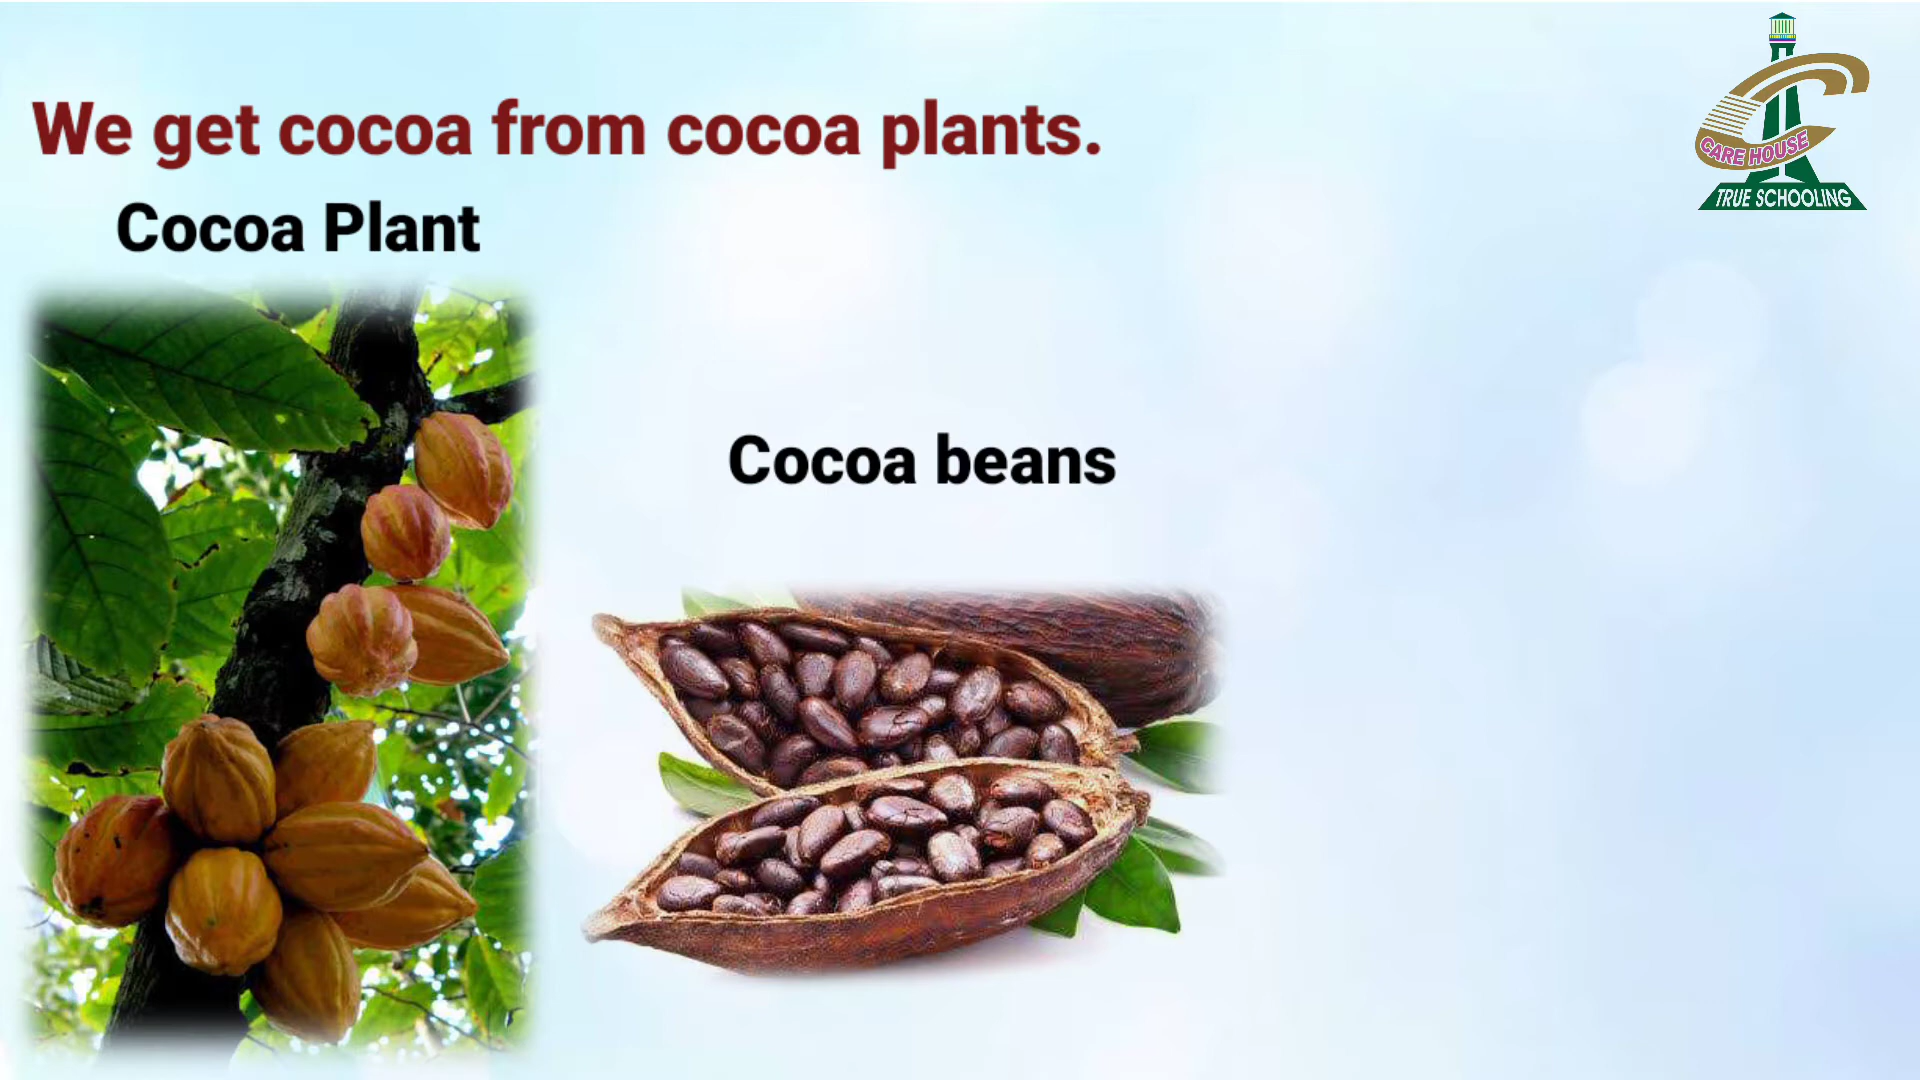 We get cocoa from cocoa plants.
Cocoa Plant
Cocoa beans
CARE HOUSE
TRUE SCHOOLING